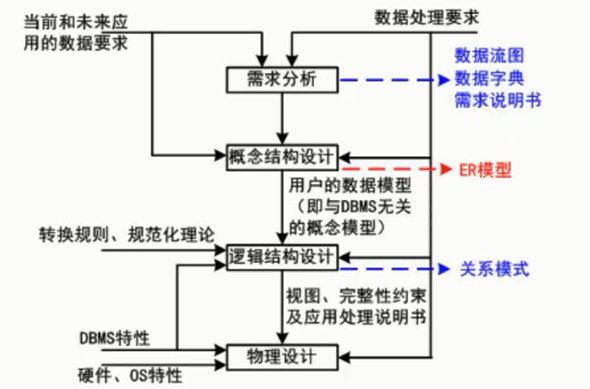 当前和未来应
用的数据要求
数据处理要求
需求分析
数据流图
数据字典
需求说明书
概念结构设计
ER模型
用户的数据模型
（即与DBMS无关
的概念模型）
转换规则、规范化理论
逻辑结构设计
关系模式
视图、完整性约束
及应用处理说明书
DBMS特性
物理设计
硬件、OS特性